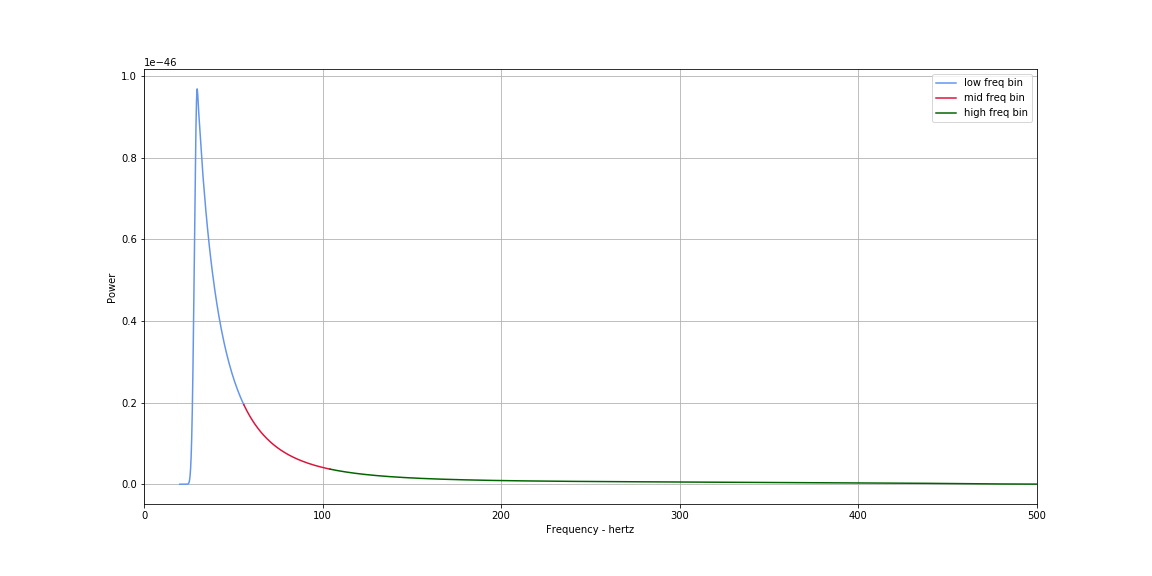 1e−46
1.0
0.8
0.6
0.4
0.2
0.0
Power
0 100 200 300 400 500
Frequency - hertz
low freq bin
mid freq bin
high freq bin